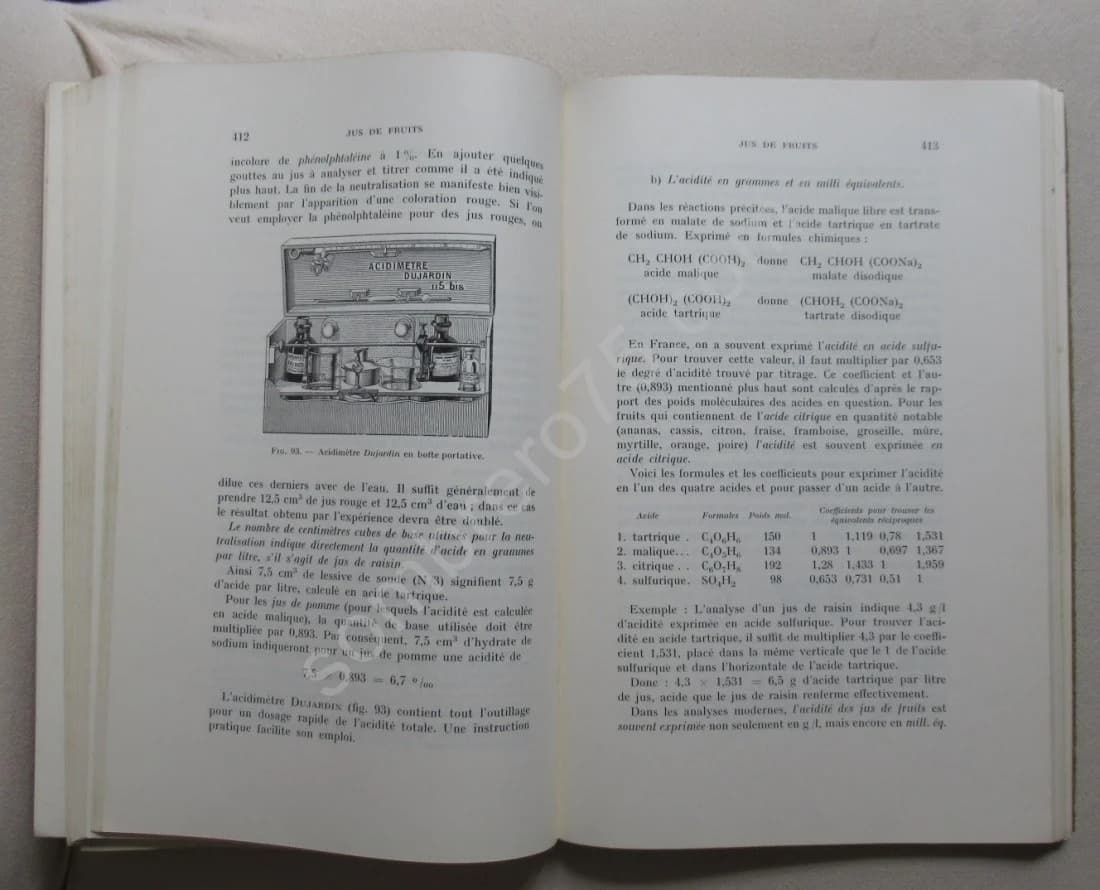 412
JUS DE FRUITS
incolore de phénolphtaléine à 1 %. En ajouter quelques
gouttes au jus à analyser et titrer comme il a été indiqué
plus haut. La fin de la neutralisation se manifeste bien visi-
blement par l'apparition d'une coloration rouge. Si l'on
veut employer la phénolphtaléine pour des jus rouges, on
ACIDIMÈTRE
DUJARDIN
n5 bis
FIG. 93. — Acidimètre Dujardin en boîte portative.
dilue ces derniers avec de l'eau. Il suffit généralement de
prendre 12,5 cm³ de jus rouge et 12,5 cm³ d'eau ; dans ce cas
le résultat obtenu par l'expérience devra être doublé.
Le nombre de centimètres cubes de base utilisés pour la neu-
tralisation indique directement la quantité d'acide en grammes
par litre, s'il s'agit de jus de raisin.
Ainsi 7,5 cm³ de lessive de soude (N/3) signifient 7,5 g
d'acide par litre, calculé en acide tartrique.
Pour les jus de pomme (pour lesquels l'acidité est calculée
en acide malique), la quantité de base utilisée doit être
multipliée par 0,893. Par conséquent, 7,5 cm³ d'hydrate de
sodium indiqueront pour un jus de pomme une acidité de
7,5 × 0,893 = 6,7 ⁰/₀₀
L'acidimètre DUJARDIN (fig. 93) contient tout l'outillage
pour un dosage rapide de l'acidité totale. Une instruction
pratique facilite son emploi.
JUS DE FRUITS
413
b) L'acidité en grammes et en milli équivalents.
Dans les réactions précitées, l'acide malique libre est trans-
formé en malate de sodium et l'acide tartrique en tartrate
de sodium. Exprimé en formules chimiques :
CH₂ CHOH (COOH)₂ donne CH₂ CHOH (COONa)₂
acide malique malate disodique
(CHOH)₂ (COOH)₂ donne (CHOH₂ (COONa)₂
acide tartrique tartrate disodique
En France, on a souvent exprimé l'acidité en acide sulfu-
rique. Pour trouver cette valeur, il faut multiplier par 0,653
le degré d'acidité trouvé par titrage. Ce coefficient et l'au-
tre (0,893) mentionné plus haut sont calculés d'après le rap-
port des poids moléculaires des acides en question. Pour les
fruits qui contiennent de l'acide citrique en quantité notable
(ananas, cassis, citron, fraise, framboise, groseille, mûre,
myrtille, orange, poire) l'acidité est souvent exprimée en
acide citrique.
Voici les formules et les coefficients pour exprimer l'acidité
en l'un des quatre acides et pour passer d'un acide à l'autre.
Acide Formules Poids mol. Coefficients pour trouver les
équivalents réciproques
1. tartrique . C₄O₆H₆ 150 1 1,119 0,78 1,531
2. malique... C₄O₅H₆ 134 0,893 1 0,697 1,367
3. citrique . . C₆O₇H₈ 192 1,28 1,433 1 1,959
4. sulfurique. SO₄H₂ 98 0,653 0,731 0,51 1
Exemple : L'analyse d'un jus de raisin indique 4,3 g/l
d'acidité exprimée en acide sulfurique. Pour trouver l'aci-
dité en acide tartrique, il suffit de multiplier 4,3 par le coeffi-
cient 1,531, placé dans la même verticale que le 1 de l'acide
sulfurique et dans l'horizontale de l'acide tartrique.
Donc : 4,3 × 1,531 = 6,5 g d'acide tartrique par litre
de jus, acide que le jus de raisin renferme effectivement.
Dans les analyses modernes, l'acidité des jus de fruits est
souvent exprimée non seulement en g/l, mais encore en mill. éq.